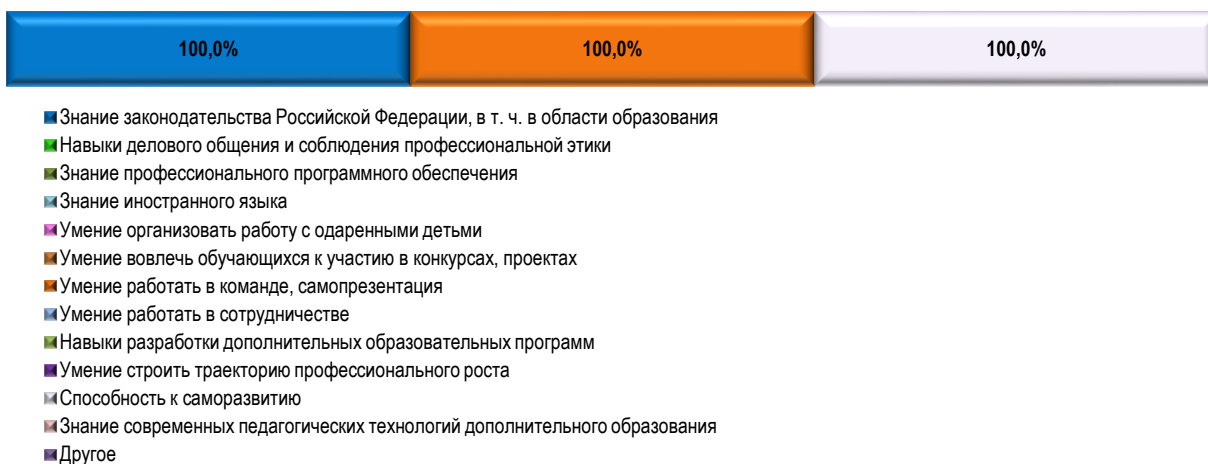 100,0% 100,0% 100,0%
Знание законодательства Российской Федерации, в т. ч. в области образования
Навыки делового общения и соблюдения профессиональной этики
Знание профессионального программного обеспечения
Знание иностранного языка
Умение организовать работу с одаренными детьми
Умение вовлечь обучающихся к участию в конкурсах, проектах
Умение работать в команде, самопрезентация
Умение работать в сотрудничестве
Навыки разработки дополнительных образовательных программ
Умение строить траекторию профессионального роста
Способность к саморазвитию
Знание современных педагогических технологий дополнительного образования
Другое